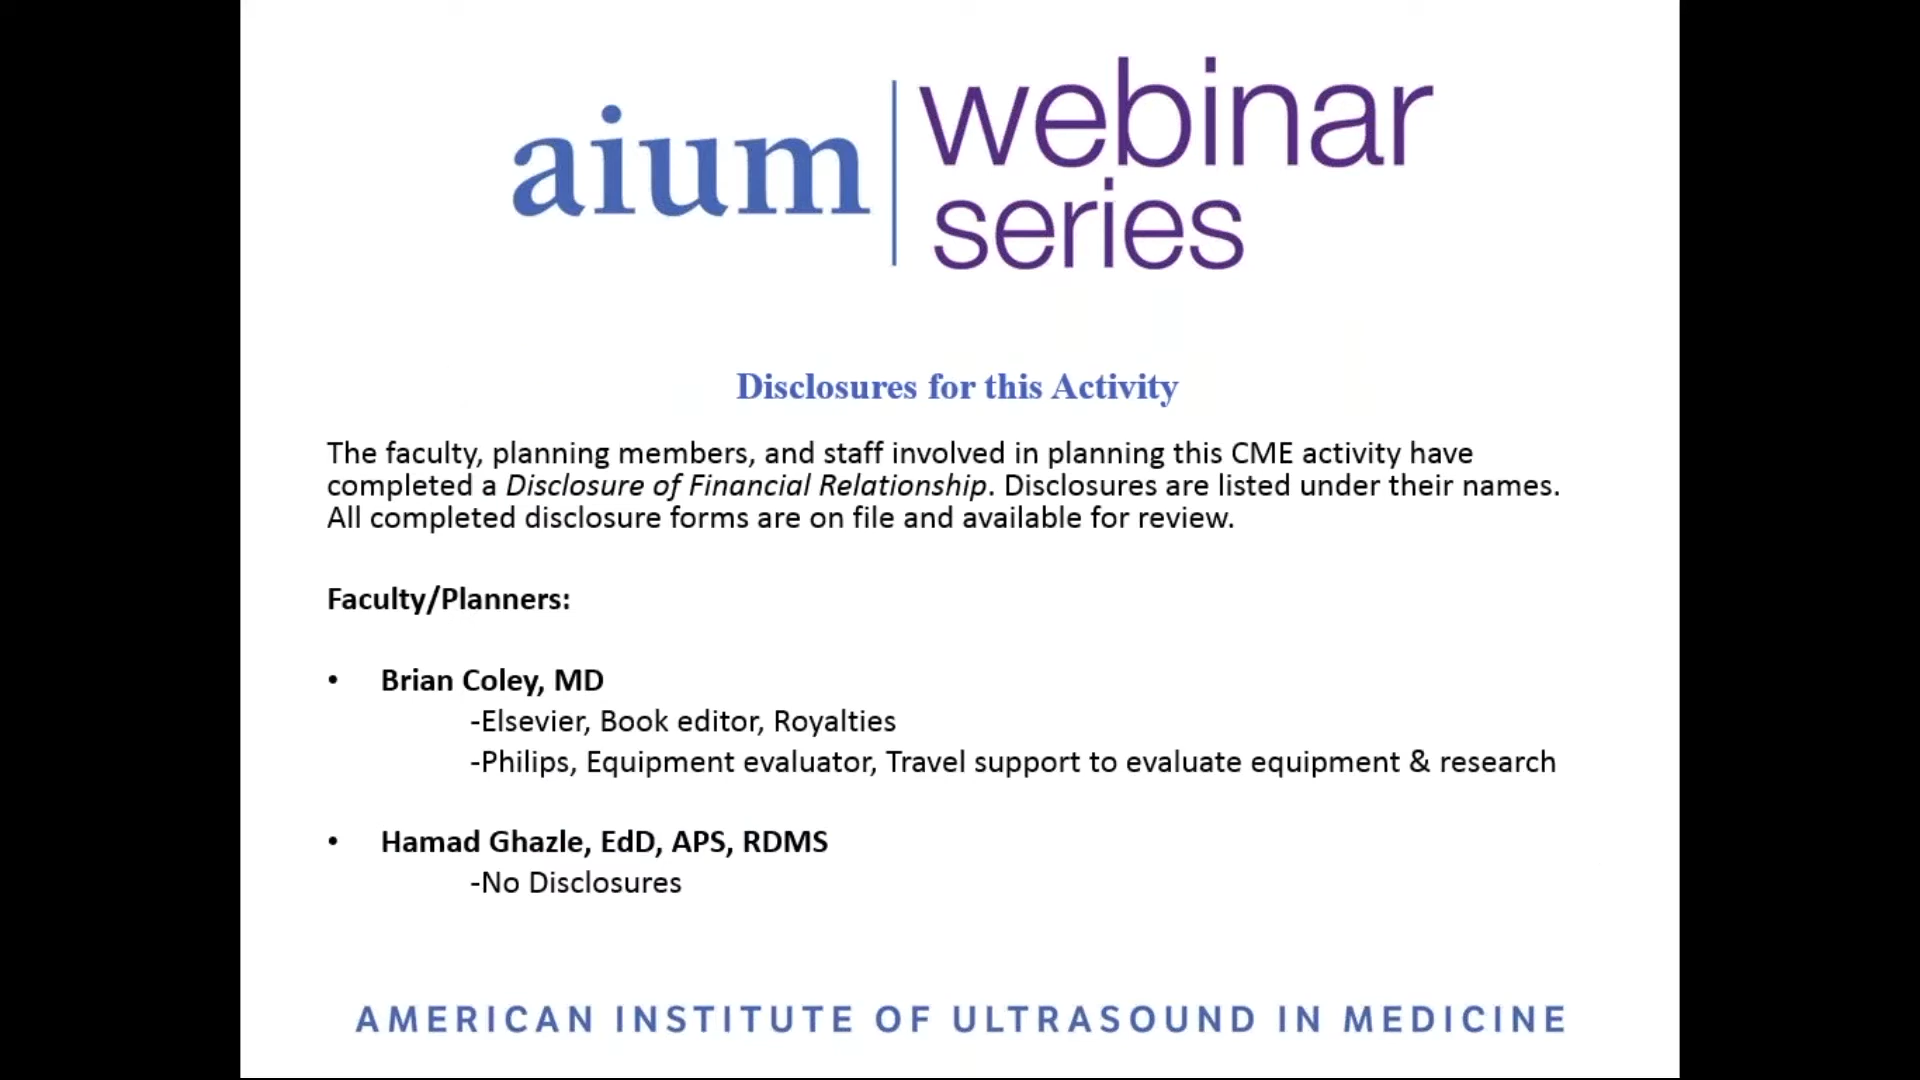 aium
webinar
series
Disclosures for this Activity
The faculty, planning members, and staff involved in planning this CME activity have
completed a Disclosure of Financial Relationship. Disclosures are listed under their names.
All completed disclosure forms are on file and available for review.
Faculty/Planners:
• Brian Coley, MD
-Elsevier, Book editor, Royalties
-Philips, Equipment evaluator, Travel support to evaluate equipment & research
• Hamad Ghazle, EdD, APS, RDMS
-No Disclosures
AMERICAN INSTITUTE OF ULTRASOUND IN MEDICINE